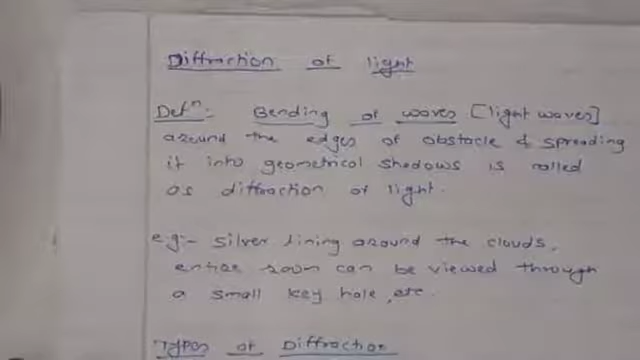 Diffraction of light
Defⁿ:- Bending of waves [light waves]
around the edges of obstacle & spreading
it into geometrical shadows is called
as diffraction of light.
e.g:- Silver lining around the clouds,
entire room can be viewed through
a small key hole, etc.
Types of Diffraction